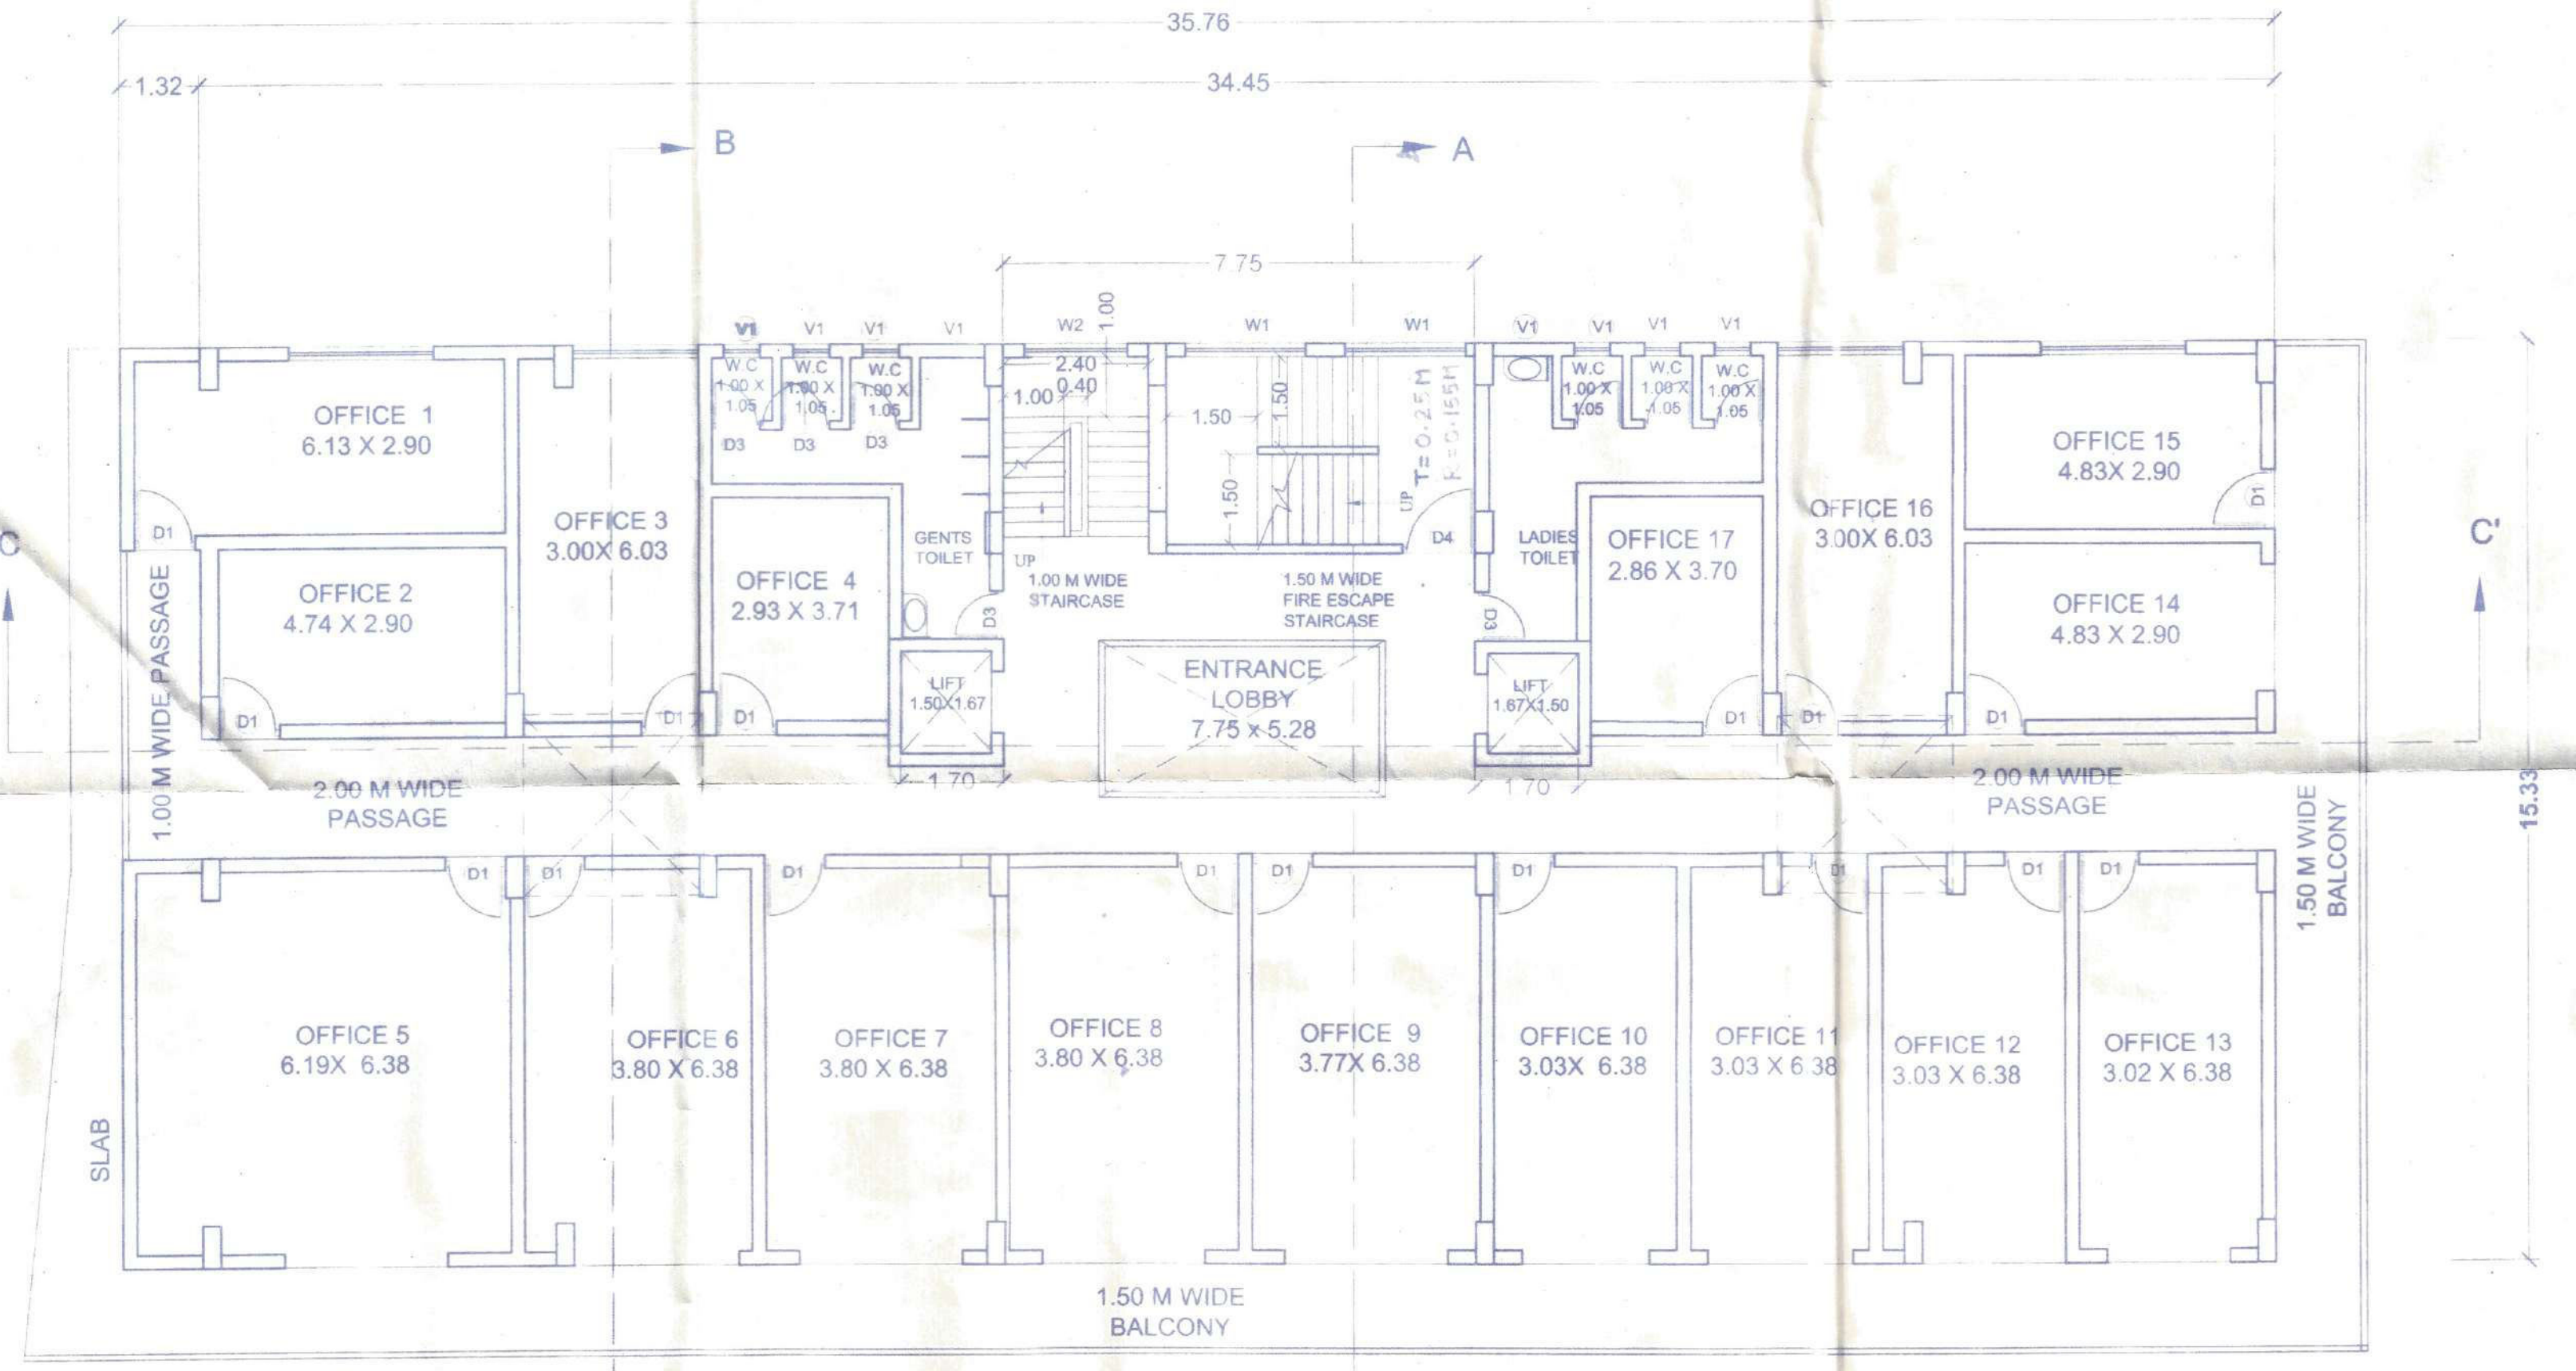 35.76
1.32
34.45
B
A
7.75
1.00
V1
V1
V1
V1
W2
W1
W1
V1
V1
V1
V1
W.C
1.00 X
1.05
W.C
1.00 X
1.05
W.C
1.00 X
1.05
D3
D3
D3
2.40
0.40
1.00
1.50
1.50
1.50
T=0.25M
R=0.155M
W.C
1.00 X
1.05
W.C
1.00 X
1.05
W.C
1.00 X
1.05
OFFICE 1
6.13 X 2.90
D1
OFFICE 2
4.74 X 2.90
D1
OFFICE 3
3.00X 6.03
D1
OFFICE 4
2.93 X 3.71
D1
GENTS
TOILET
D3
UP
1.00 M WIDE
STAIRCASE
UP
D4
1.50 M WIDE
FIRE ESCAPE
STAIRCASE
LADIES
TOILET
D3
OFFICE 17
2.86 X 3.70
D1
OFFICE 16
3.00X 6.03
D1
OFFICE 15
4.83X 2.90
D1
OFFICE 14
4.83 X 2.90
D1
C
C'
LIFT
1.50X1.67
1.70
ENTRANCE
LOBBY
7.75 x 5.28
LIFT
1.67X1.50
1.70
1.00 M WIDE PASSAGE
2.00 M WIDE
PASSAGE
2.00 M WIDE
PASSAGE
1.50 M WIDE
BALCONY
15.33
D1
D1
D1
D1
D1
D1
D1
D1
D1
OFFICE 5
6.19X 6.38
OFFICE 6
3.80 X 6.38
OFFICE 7
3.80 X 6.38
OFFICE 8
3.80 X 6.38
OFFICE 9
3.77X 6.38
OFFICE 10
3.03X 6.38
OFFICE 11
3.03 X 6.38
OFFICE 12
3.03 X 6.38
OFFICE 13
3.02 X 6.38
SLAB
1.50 M WIDE
BALCONY